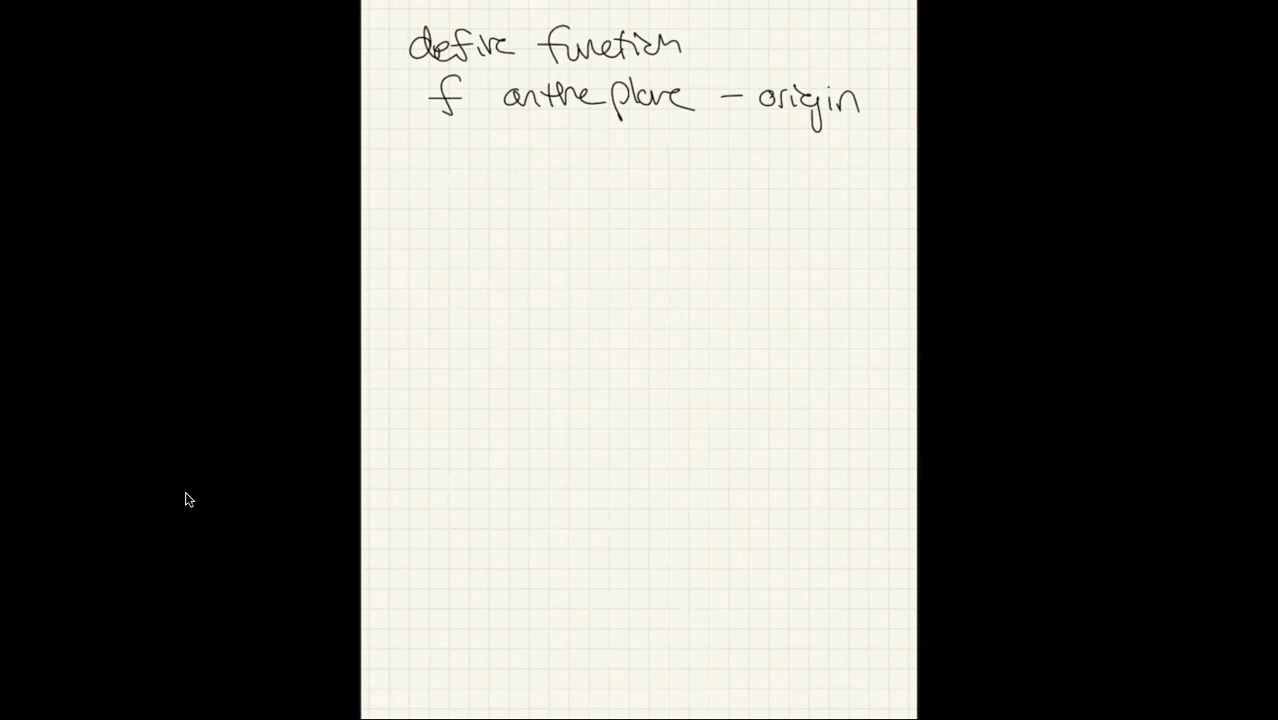 define function
f on the plane - origin